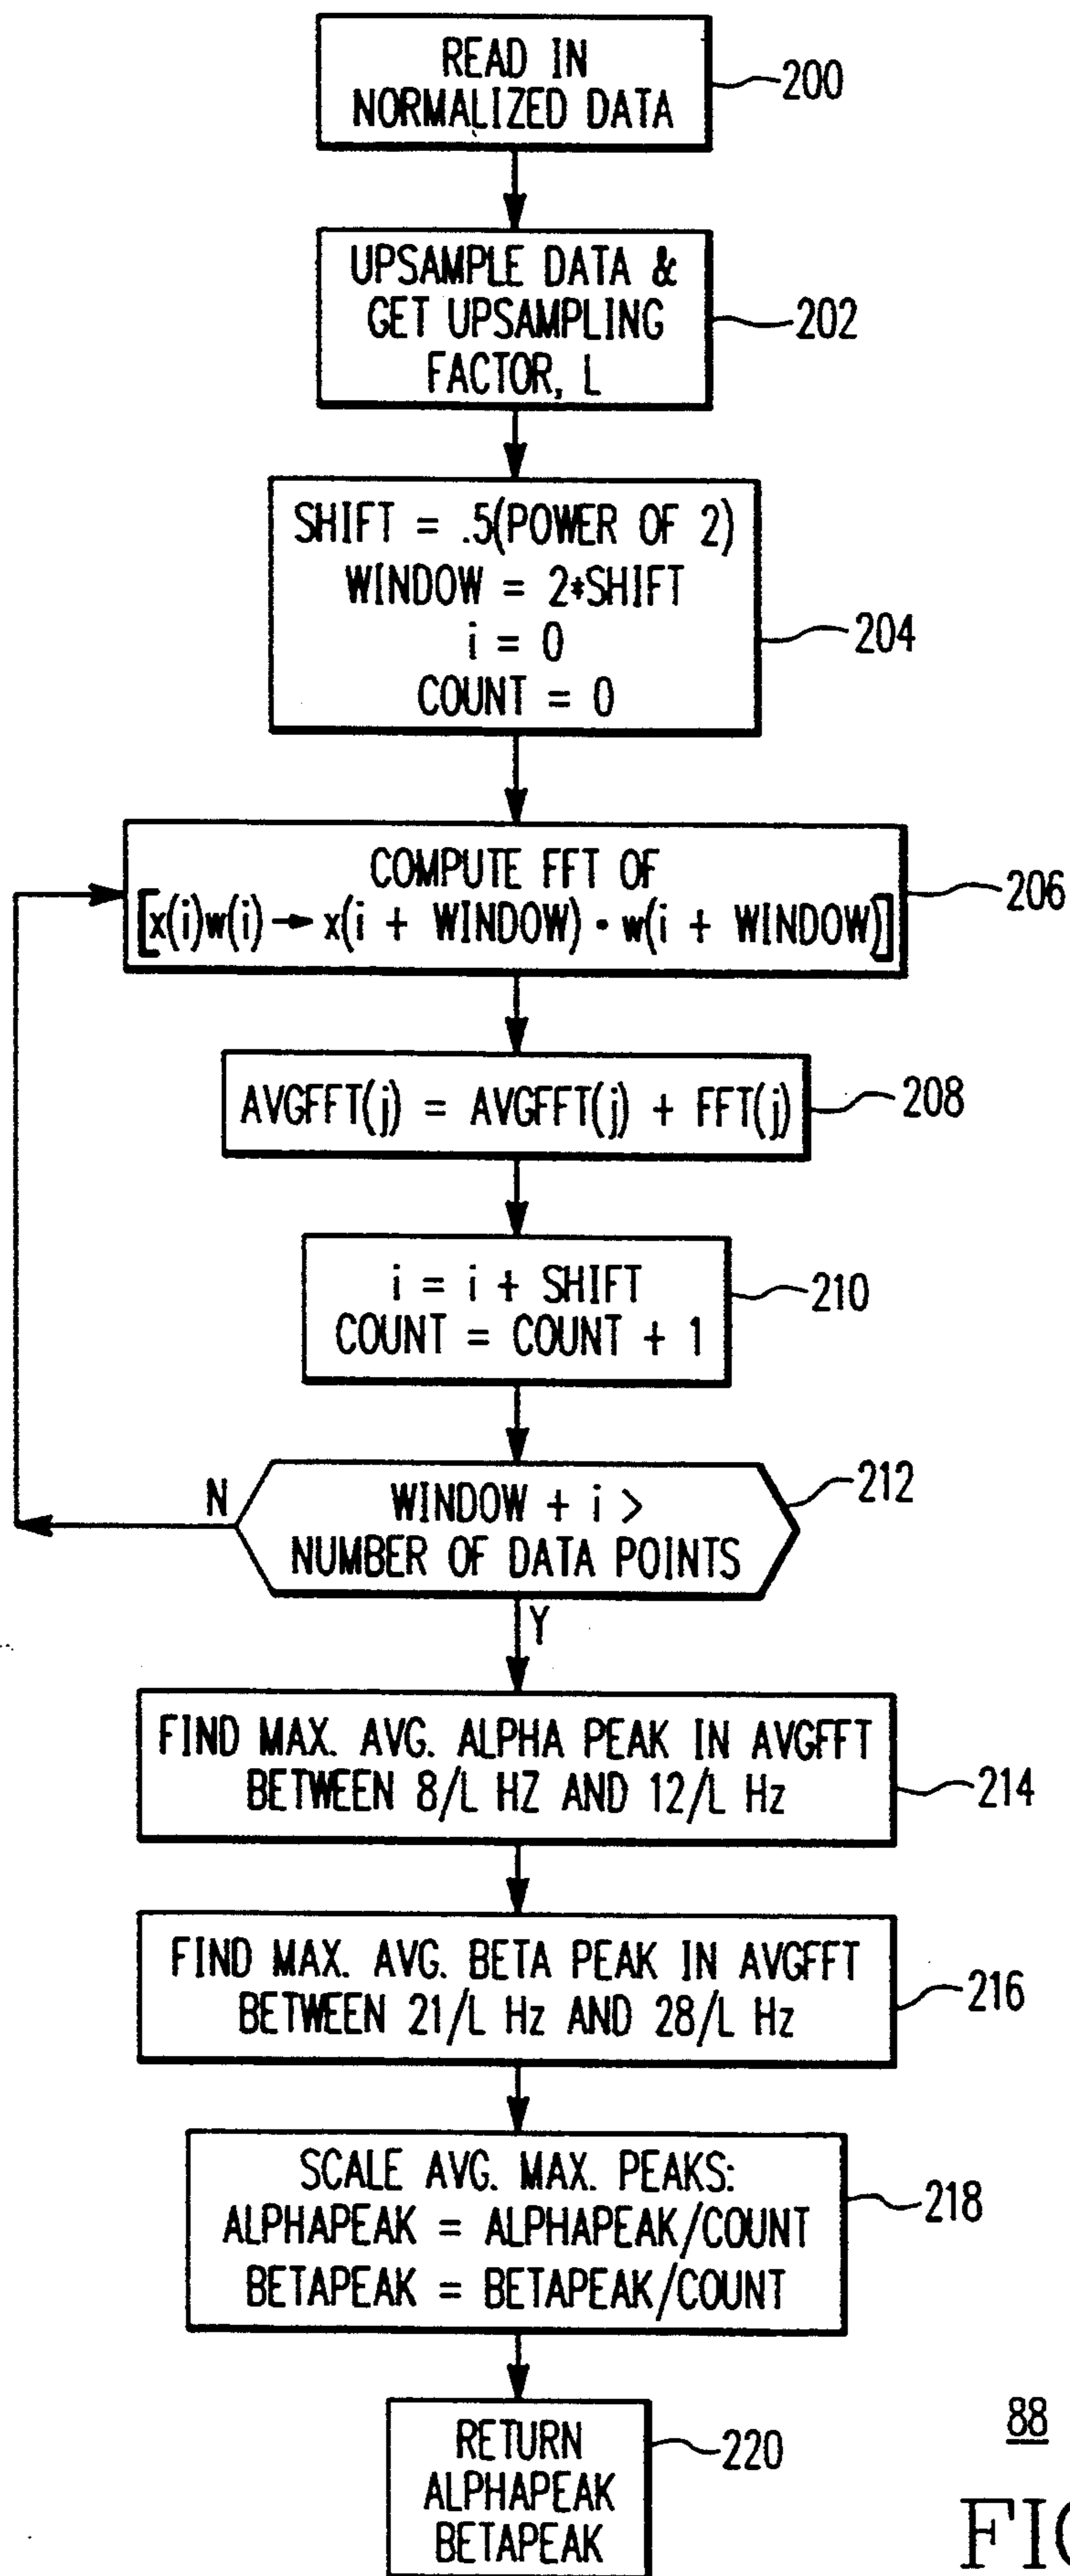 READ IN
NORMALIZED DATA
200
UPSAMPLE DATA &
GET UPSAMPLING
FACTOR, L
202
SHIFT = .5(POWER OF 2)
WINDOW = 2*SHIFT
i = 0
COUNT = 0
204
COMPUTE FFT OF
[x(i)w(i) → x(i + WINDOW) • w(i + WINDOW)]
206
AVGFFT(j) = AVGFFT(j) + FFT(j)
208
i = i + SHIFT
COUNT = COUNT + 1
210
N
WINDOW + i >
NUMBER OF DATA POINTS
212
Y
FIND MAX. AVG. ALPHA PEAK IN AVGFFT
BETWEEN 8/L HZ AND 12/L Hz
214
FIND MAX. AVG. BETA PEAK IN AVGFFT
BETWEEN 21/L Hz AND 28/L Hz
216
SCALE AVG. MAX. PEAKS:
ALPHAPEAK = ALPHAPEAK/COUNT
BETAPEAK = BETAPEAK/COUNT
218
RETURN
ALPHAPEAK
BETAPEAK
220
88